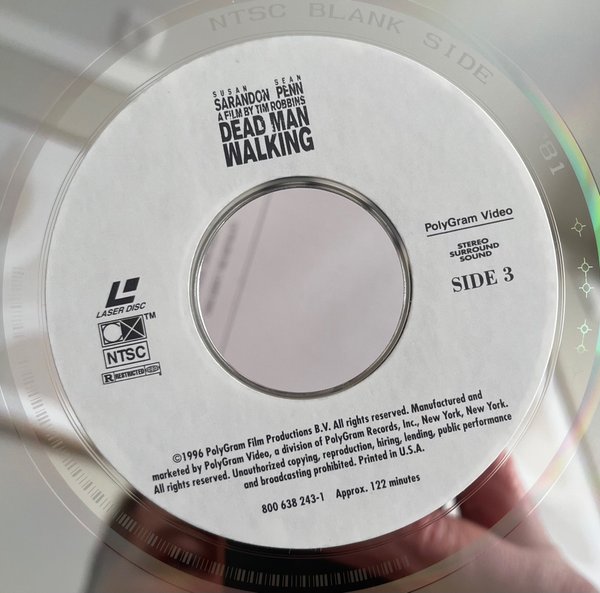 NTSC BLANK SIDE
SUSAN SEAN
SARANDON PENN
A FILM BY TIM ROBBINS
DEAD MAN
WALKING
PolyGram Video
STEREO
SURROUND
SOUND
SIDE 3
LASER DISC
TM
NTSC
R RESTRICTED
©1996 PolyGram Film Productions B.V. All rights reserved. Manufactured and
marketed by PolyGram Video, a division of PolyGram Records, Inc., New York, New York.
All rights reserved. Unauthorized copying, reproduction, hiring, lending, public performance
and broadcasting prohibited. Printed in U.S.A.
800 638 243-1 Approx. 122 minutes